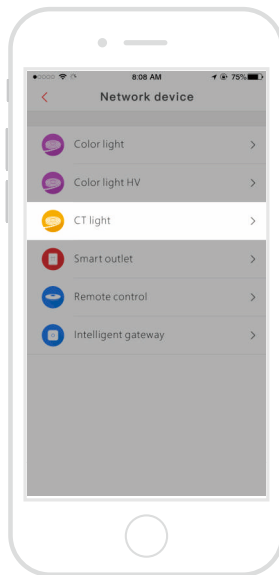 8:08 AM 75%
Network device
Color light
Color light HV
CT light
Smart outlet
Remote control
Intelligent gateway